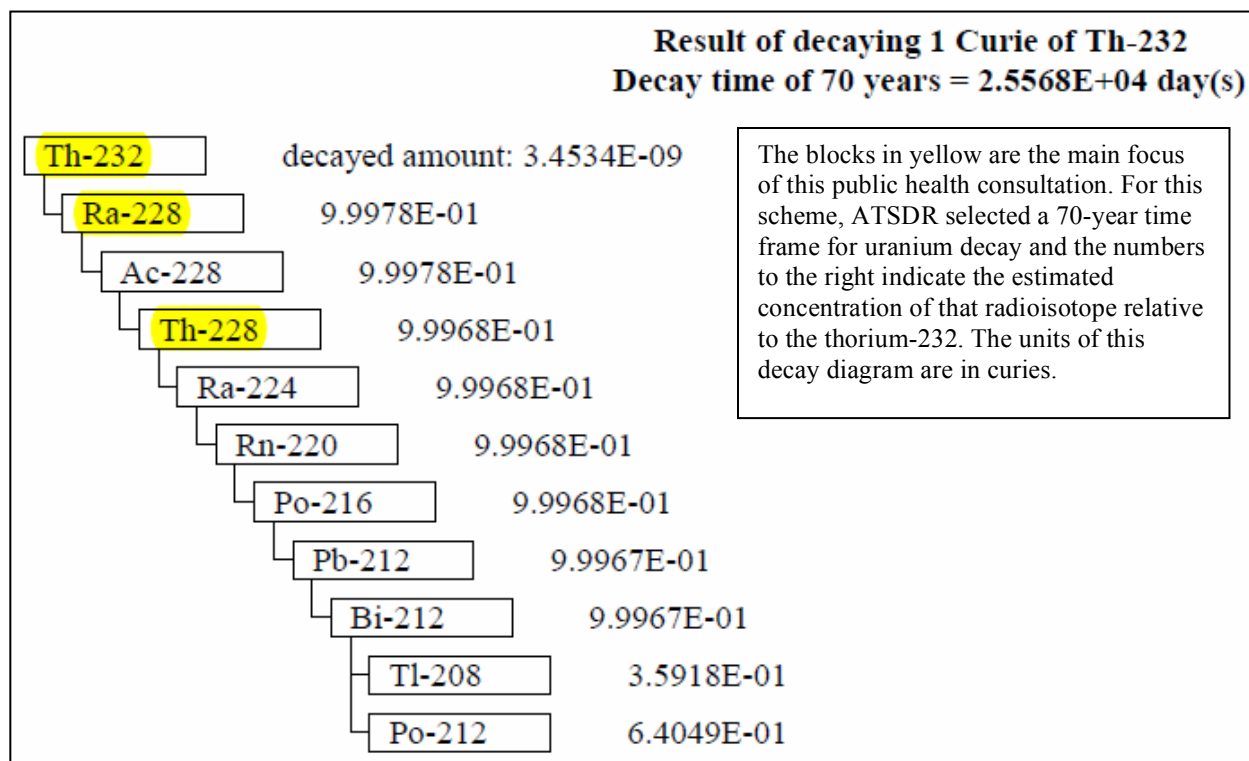 Result of decaying 1 Curie of Th-232
Decay time of 70 years = 2.5568E+04 day(s)
Th-232 decayed amount: 3.4534E-09
Ra-228 9.9978E-01
Ac-228 9.9978E-01
Th-228 9.9968E-01
Ra-224 9.9968E-01
Rn-220 9.9968E-01
Po-216 9.9968E-01
Pb-212 9.9967E-01
Bi-212 9.9967E-01
Tl-208 3.5918E-01
Po-212 6.4049E-01
The blocks in yellow are the main focus
of this public health consultation. For this
scheme, ATSDR selected a 70-year time
frame for uranium decay and the numbers
to the right indicate the estimated
concentration of that radioisotope relative
to the thorium-232. The units of this
decay diagram are in curies.